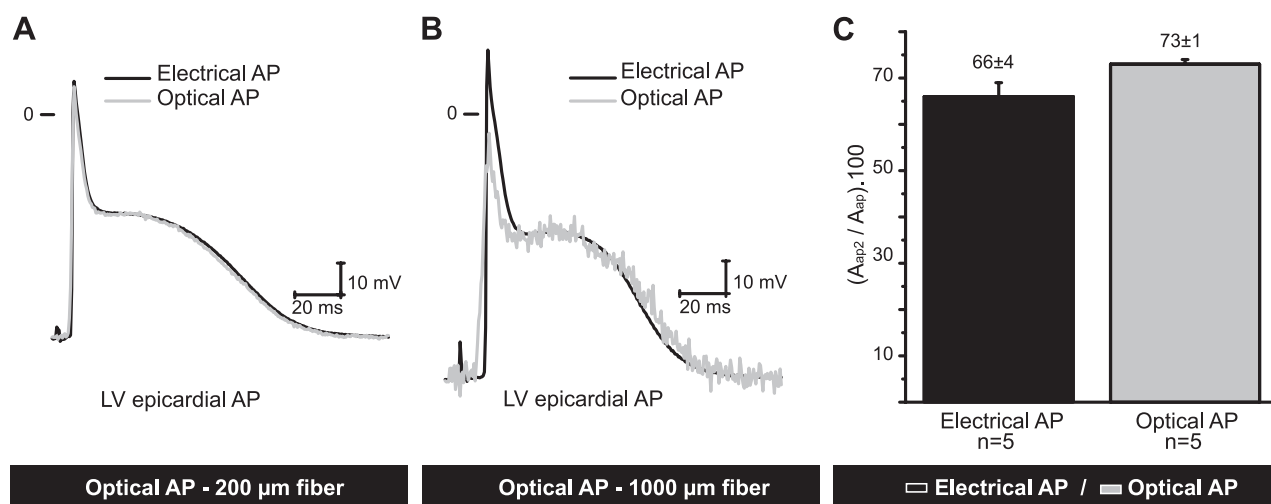 A
Electrical AP
Optical AP
0
10 mV
20 ms
LV epicardial AP
Optical AP - 200 µm fiber
B
Electrical AP
Optical AP
0
10 mV
20 ms
LV epicardial AP
Optical AP - 1000 µm fiber
C
(Aap2 / Aap).100
70
50
30
10
66±4
73±1
Electrical AP
n=5
Optical AP
n=5
Electrical AP / Optical AP